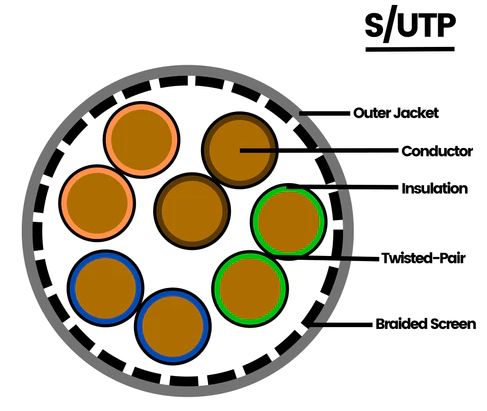 S/UTP
Outer Jacket
Conductor
Insulation
Twisted-Pair
Braided Screen